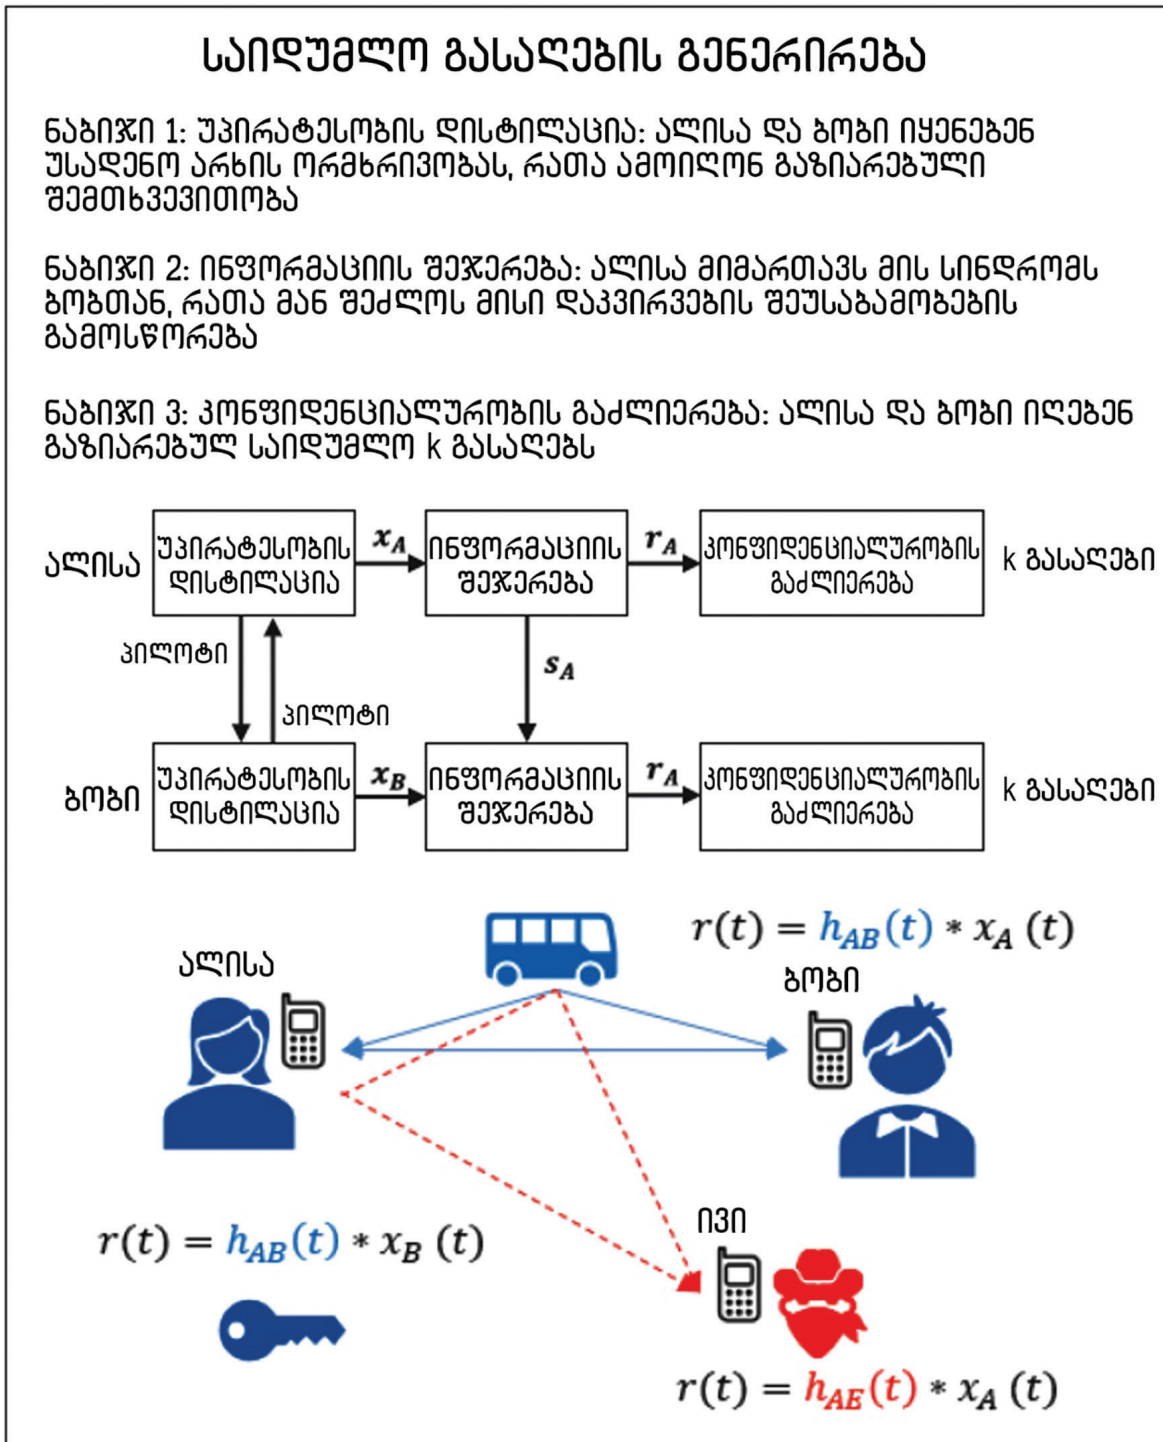 საიდუმლო გასაღების გენერირება
ნაბიჯი 1: უპირატესობის დისტილაცია: ალისა და ბობი იყენებენ
უსადენო არხის ორმხრივობას, რათა ამოიღონ გაზიარებული
შემთხვევითობა
ნაბიჯი 2: ინფორმაციის შეჯერება: ალისა მიმართავს მის სინდრომს
ბობთან, რათა მან შეძლოს მისი დაკვირვების შეუსაბამობების
გამოსწორება
ნაბიჯი 3: კონფიდენციალურობის გაძლიერება: ალისა და ბობი იღებენ
გაზიარებულ საიდუმლო k გასაღებს
ალისა
უპირატესობის
დისტილაცია
x_A
ინფორმაციის
შეჯერება
r_A
კონფიდენციალურობის
გაძლიერება
k გასაღები
პილოტი
პილოტი
s_A
ბობი
უპირატესობის
დისტილაცია
x_B
ინფორმაციის
შეჯერება
r_A
კონფიდენციალურობის
გაძლიერება
k გასაღები
r(t) = h_AB(t) * x_A (t)
ალისა
ბობი
ივი
r(t) = h_AB(t) * x_B (t)
r(t) = h_AE(t) * x_A (t)